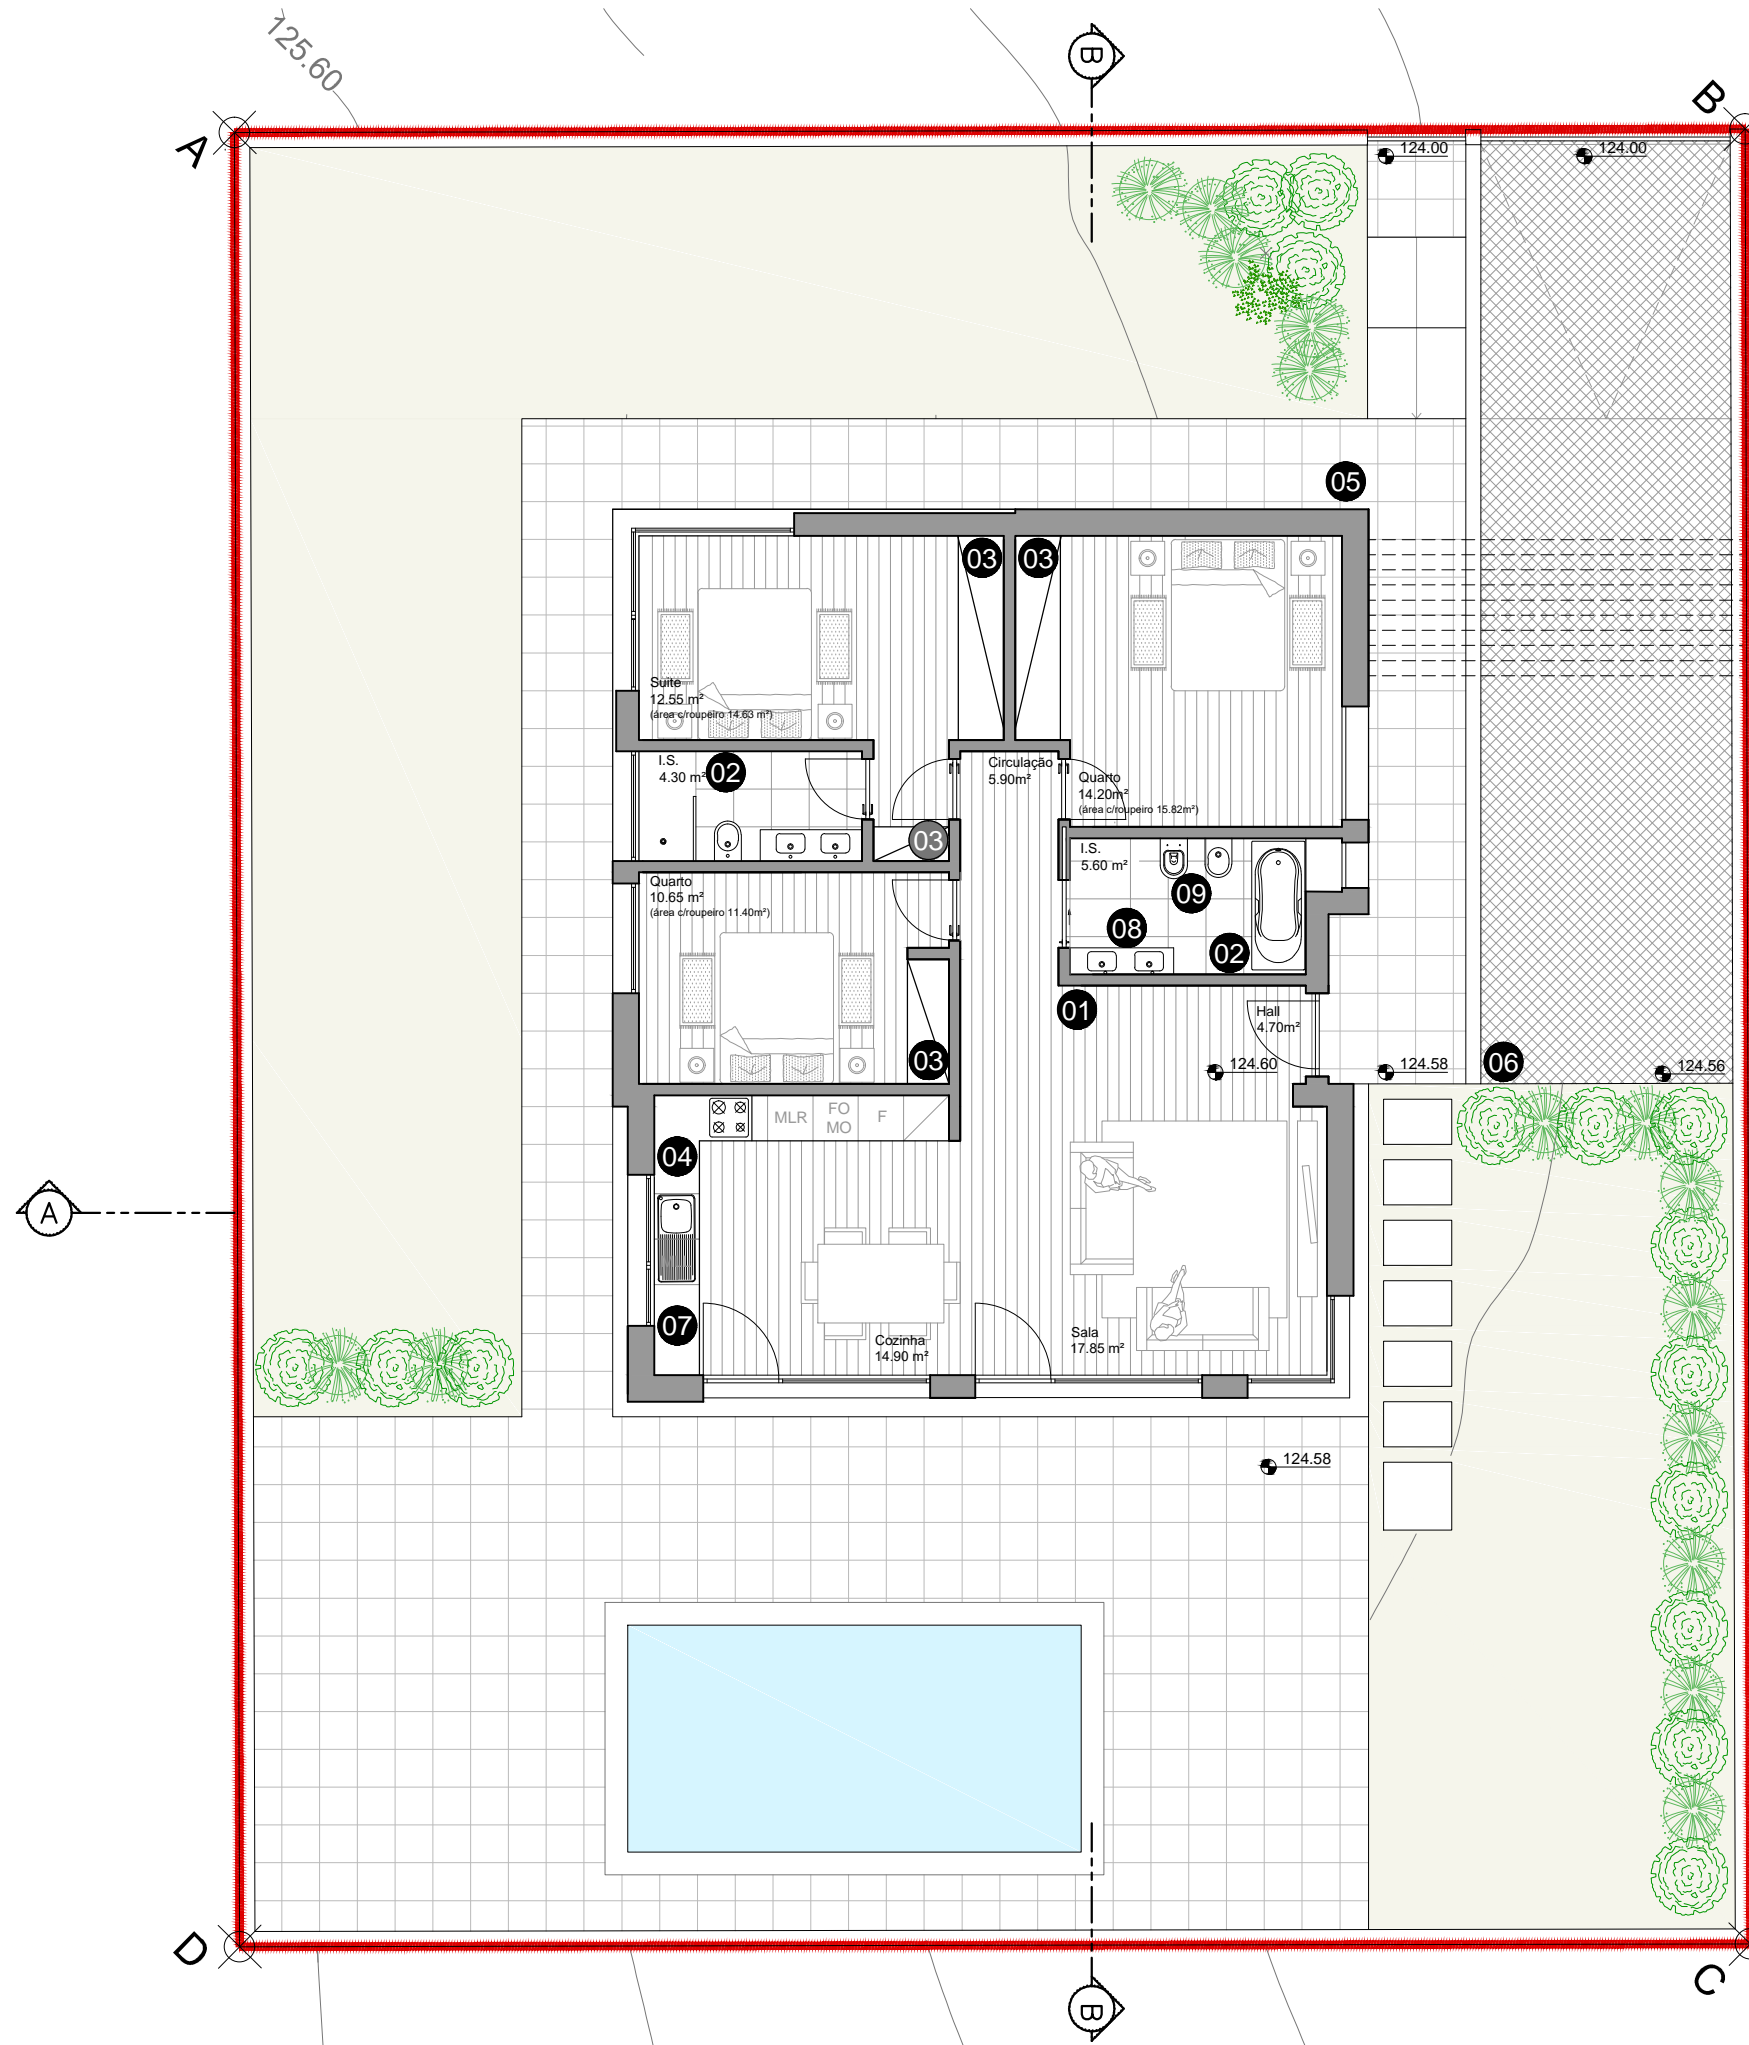 125.60
B
B
A
124.00
124.00
05
03
03
Suite
12.55 m²
(área c/roupeiro 14.63 m²)
I.S.
4.30 m²
02
Circulação
5.90m²
Quarto
14.20m²
(área c/roupeiro 15.82m²)
03
I.S.
5.60 m²
Quarto
10.65 m²
(área c/roupeiro 11.40m²)
09
08
02
01
Hall
4.70m²
03
124.60
124.58
06
124.56
MLR
FO
MO
F
04
A
07
Cozinha
14.90 m²
Sala
17.85 m²
124.58
D
C
B